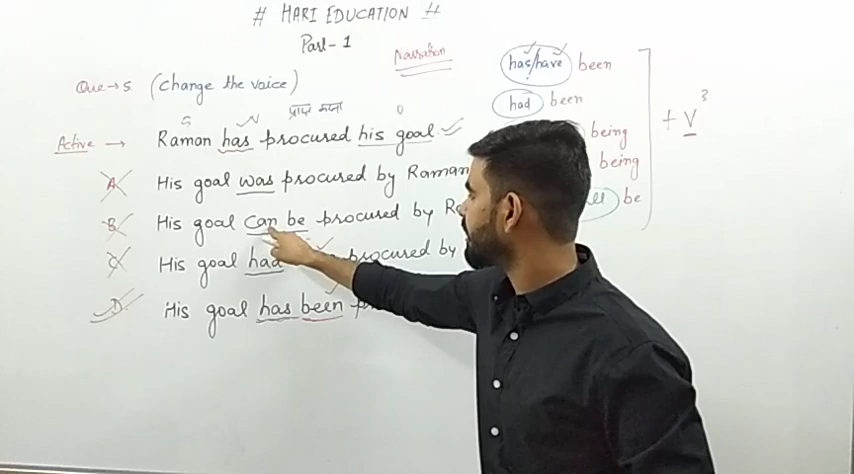 # HARI EDUCATION #
Part-1
Narration
Que→5 (Change the voice)
has/have been
had been
being
being
be
+ V³
S V प्राप्त करना O
Active → Raman has procured his goal.
A His goal was procured by Raman
B His goal can be procured by
C His goal had procured by
D His goal has been